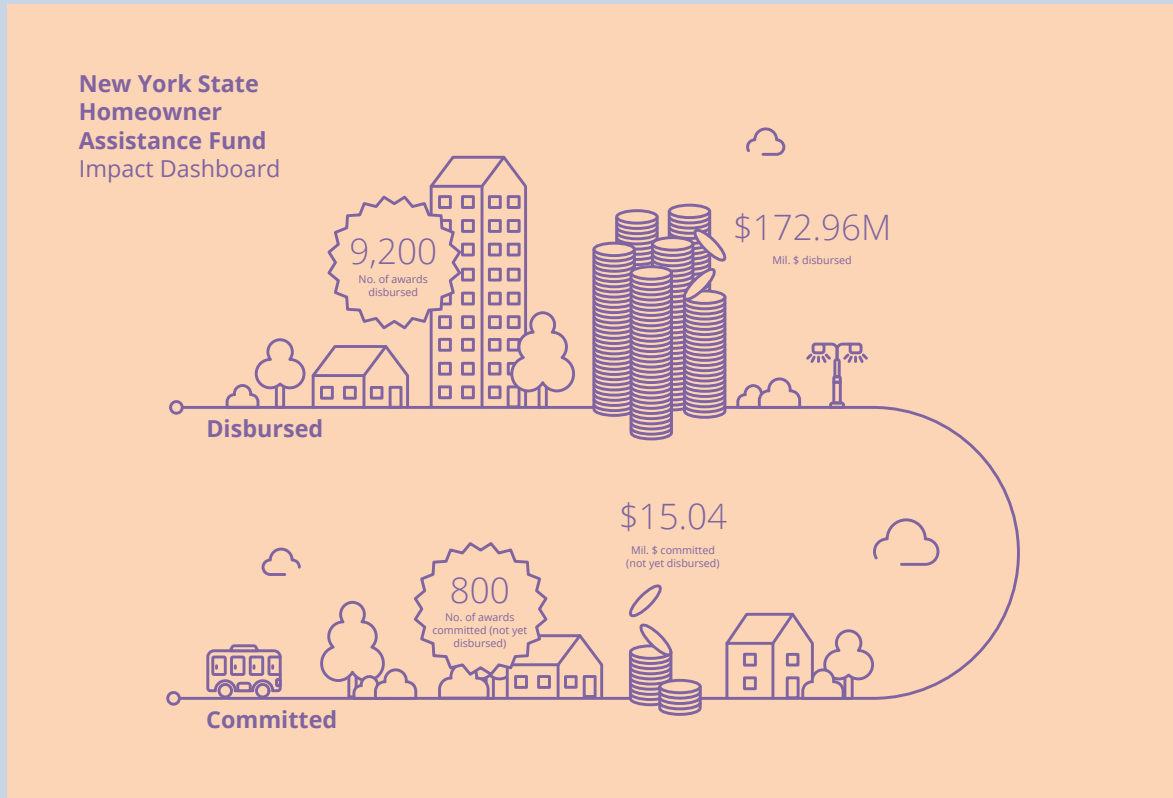 New York State
Homeowner
Assistance Fund
Impact Dashboard
9,200
No. of awards
disbursed
$172.96M
Mil. $ disbursed
Disbursed
$15.04
Mil. $ committed
(not yet disbursed)
800
No. of awards
committed (not yet
disbursed)
Committed